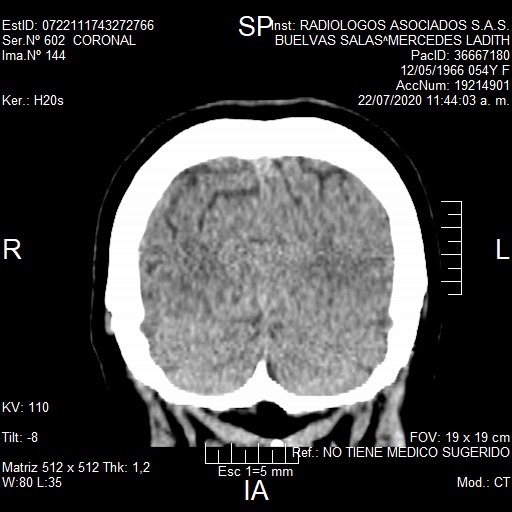 EstID: 0722111743272766
Ser.Nº 602 CORONAL
Ima.Nº 144
Ker.: H20s
SP
Inst: RADIOLOGOS ASOCIADOS S.A.S.
BUELVAS SALAS^MERCEDES LADITH
PacID: 36667180
12/05/1966 054Y F
AccNum: 19214901
22/07/2020 11:44:03 a. m.
R
L
KV: 110
Tilt: -8
Matriz 512 x 512 Thk: 1,2
W:80 L:35
Esc 1=5 mm
IA
FOV: 19 x 19 cm
Ref.: NO TIENE MEDICO SUGERIDO
Mod.: CT